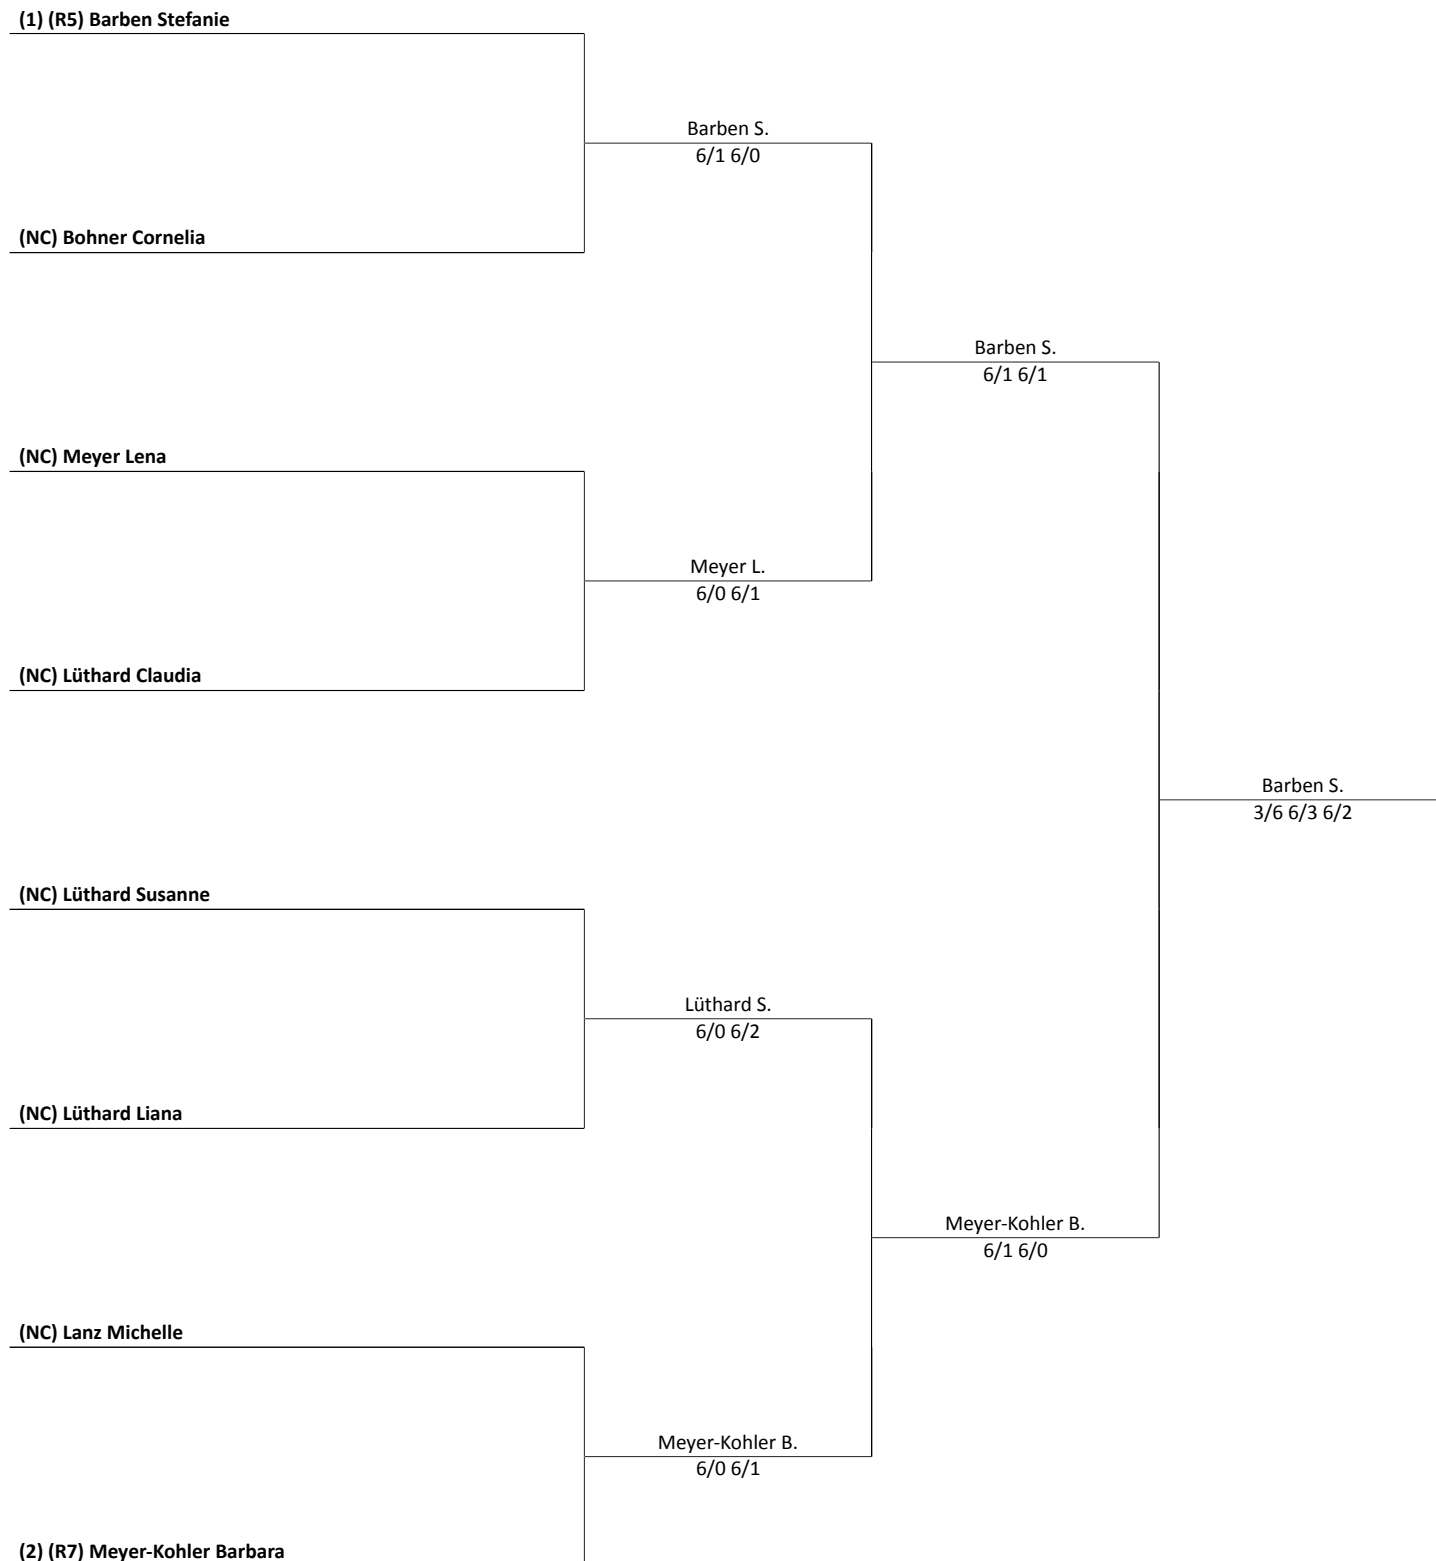 (1) (R5) Barben Stefanie
Barben S.
6/1 6/0
(NC) Bohner Cornelia
Barben S.
6/1 6/1
(NC) Meyer Lena
Meyer L.
6/0 6/1
(NC) Lüthard Claudia
Barben S.
3/6 6/3 6/2
(NC) Lüthard Susanne
Lüthard S.
6/0 6/2
(NC) Lüthard Liana
Meyer-Kohler B.
6/1 6/0
(NC) Lanz Michelle
Meyer-Kohler B.
6/0 6/1
(2) (R7) Meyer-Kohler Barbara